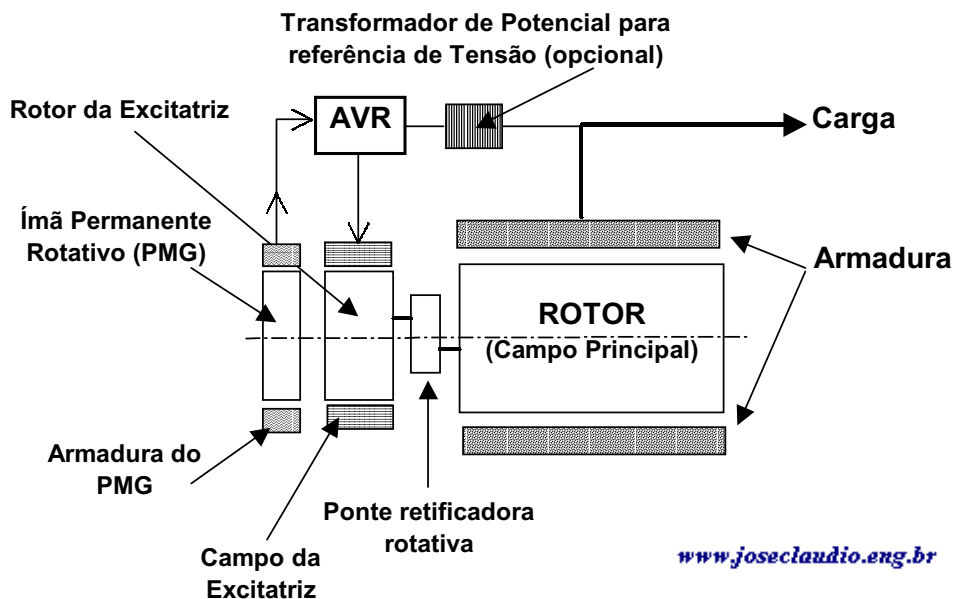 Transformador de Potencial para
referência de Tensão (opcional)
Rotor da Excitatriz
AVR
Carga
Ímã Permanente
Rotativo (PMG)
Armadura
ROTOR
(Campo Principal)
Armadura do
PMG
Ponte retificadora
rotativa
Campo da
Excitatriz
www.joseclaudio.eng.br